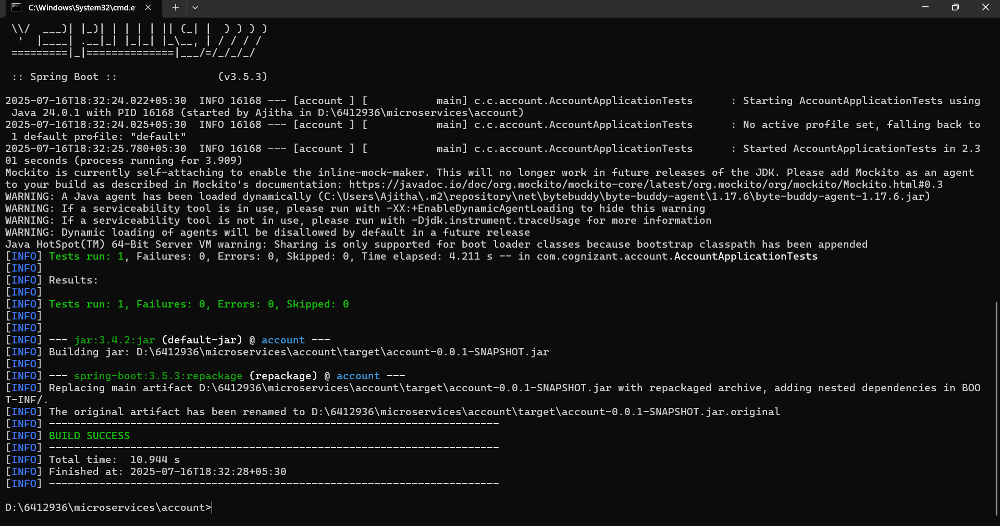 C:\Windows\System32\cmd.e
 \\/  ___)| |_)| | | | | || (_| |  ) ) ) )
  '  |____| .__|_| |_|_| |_\__, | / / / /
 =========|_|==============|___/=/_/_/_/

 :: Spring Boot ::                (v3.5.3)

2025-07-16T18:32:24.022+05:30  INFO 16168 --- [account ] [           main] c.c.account.AccountApplicationTests      : Starting AccountApplicationTests using
 Java 24.0.1 with PID 16168 (started by Ajitha in D:\6412936\microservices\account)
2025-07-16T18:32:24.025+05:30  INFO 16168 --- [account ] [           main] c.c.account.AccountApplicationTests      : No active profile set, falling back to
 1 default profile: "default"
2025-07-16T18:32:25.780+05:30  INFO 16168 --- [account ] [           main] c.c.account.AccountApplicationTests      : Started AccountApplicationTests in 2.3
01 seconds (process running for 3.909)
Mockito is currently self-attaching to enable the inline-mock-maker. This will no longer work in future releases of the JDK. Please add Mockito as an agent
to your build as described in Mockito's documentation: https://javadoc.io/doc/org.mockito/mockito-core/latest/org.mockito/org/mockito/Mockito.html#0.3
WARNING: A Java agent has been loaded dynamically (C:\Users\Ajitha\.m2\repository\net\bytebuddy\byte-buddy-agent\1.17.6\byte-buddy-agent-1.17.6.jar)
WARNING: If a serviceability tool is in use, please run with -XX:+EnableDynamicAgentLoading to hide this warning
WARNING: If a serviceability tool is not in use, please run with -Djdk.instrument.traceUsage for more information
WARNING: Dynamic loading of agents will be disallowed by default in a future release
Java HotSpot(TM) 64-Bit Server VM warning: Sharing is only supported for boot loader classes because bootstrap classpath has been appended
[INFO] Tests run: 1, Failures: 0, Errors: 0, Skipped: 0, Time elapsed: 4.211 s -- in com.cognizant.account.AccountApplicationTests
[INFO]
[INFO] Results:
[INFO]
[INFO] Tests run: 1, Failures: 0, Errors: 0, Skipped: 0
[INFO]
[INFO]
[INFO] --- jar:3.4.2:jar (default-jar) @ account ---
[INFO] Building jar: D:\6412936\microservices\account\target\account-0.0.1-SNAPSHOT.jar
[INFO]
[INFO] --- spring-boot:3.5.3:repackage (repackage) @ account ---
[INFO] Replacing main artifact D:\6412936\microservices\account\target\account-0.0.1-SNAPSHOT.jar with repackaged archive, adding nested dependencies in BOO
T-INF/.
[INFO] The original artifact has been renamed to D:\6412936\microservices\account\target\account-0.0.1-SNAPSHOT.jar.original
[INFO] ------------------------------------------------------------------------
[INFO] BUILD SUCCESS
[INFO] ------------------------------------------------------------------------
[INFO] Total time:  10.944 s
[INFO] Finished at: 2025-07-16T18:32:28+05:30
[INFO] ------------------------------------------------------------------------

D:\6412936\microservices\account>